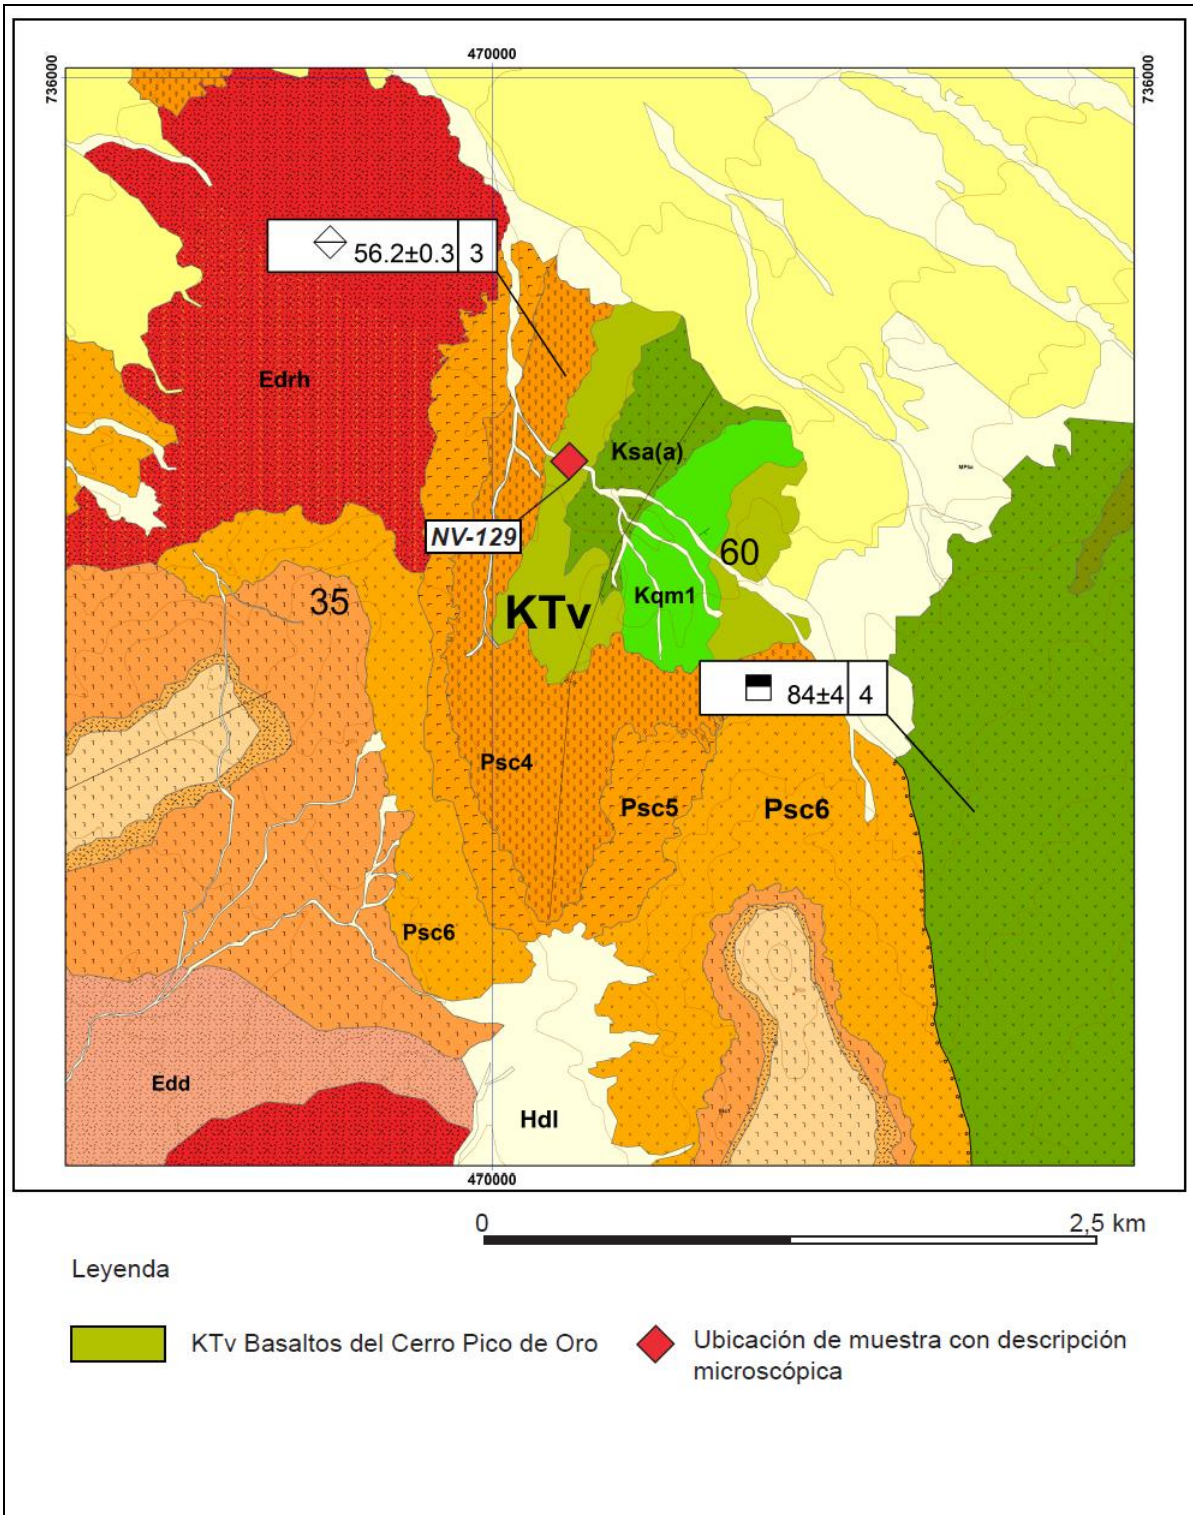 470000
736000
736000
56.2±0.3 3
Edrh
Ksa(a)
NV-129
60
35
KTv
Kqm1
84±4 4
Psc4
Psc5
Psc6
Psc6
Edd
Hdl
470000
0 2,5 km
Leyenda
KTv Basaltos del Cerro Pico de Oro
Ubicación de muestra con descripción
microscópica